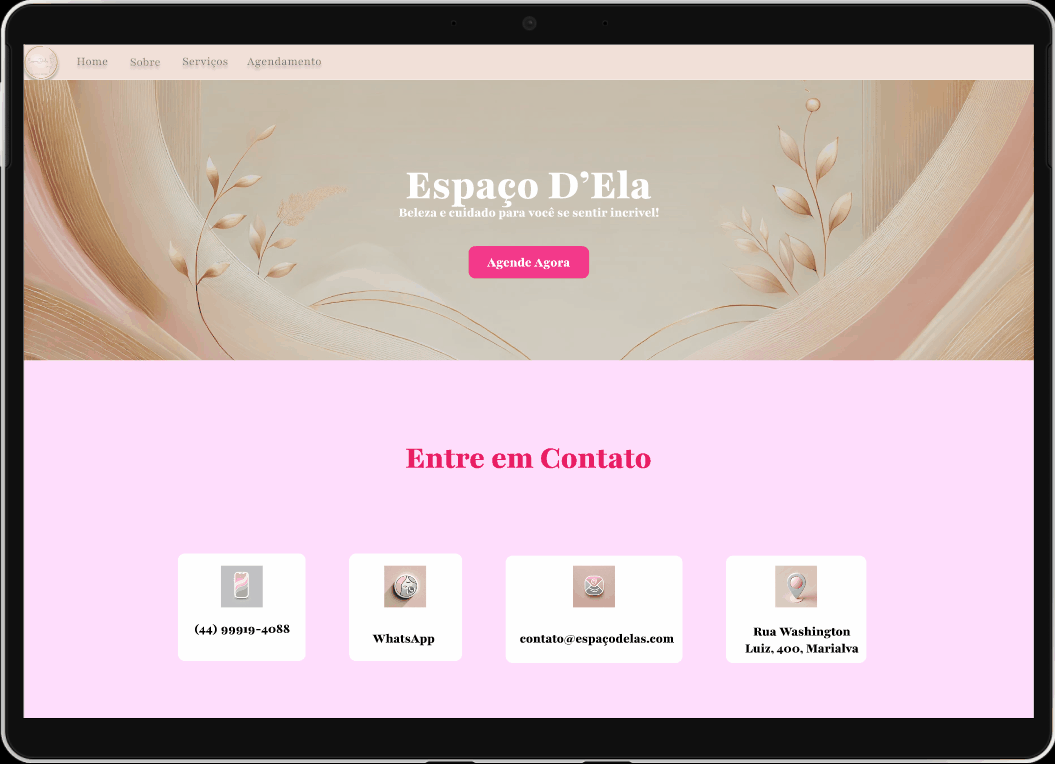 Home
Sobre
Serviços
Agendamento
Espaço D’Ela
Beleza e cuidado para você se sentir incrivel!
Agende Agora
Entre em Contato
(44) 99919-4088
WhatsApp
contato@espaçodelas.com
Rua Washington
Luiz, 400, Marialva